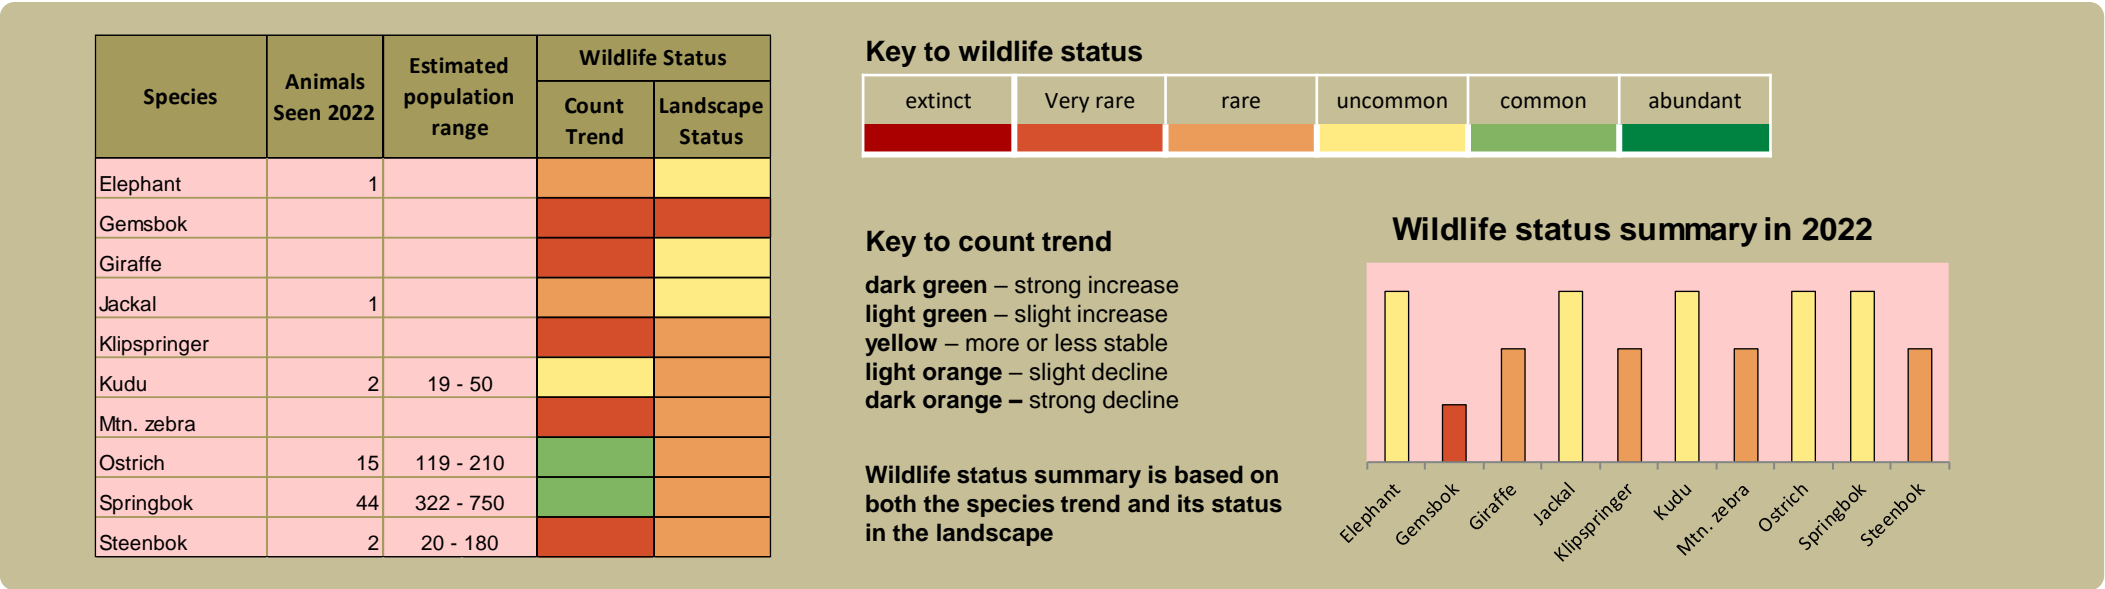 Species
Animals
Seen 2022
Estimated
population
range
Wildlife Status
Count
Trend
Landscape
Status
Elephant 1
Gemsbok
Giraffe
Jackal 1
Klipspringer
Kudu 2 19 - 50
Mtn. zebra
Ostrich 15 119 - 210
Springbok 44 322 - 750
Steenbok 2 20 - 180
Key to wildlife status
extinct Very rare rare uncommon common abundant
Key to count trend
dark green – strong increase
light green – slight increase
yellow – more or less stable
light orange – slight decline
dark orange – strong decline
Wildlife status summary is based on
both the species trend and its status
in the landscape
Wildlife status summary in 2022
Elephant
Gemsbok
Giraffe
Jackal
Klipspringer
Kudu
Mtn. zebra
Ostrich
Springbok
Steenbok